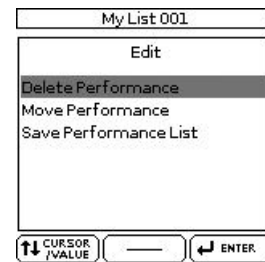 My List 001
Edit
Delete Performance
Move Performance
Save Performance List
CURSOR
/VALUE
ENTER